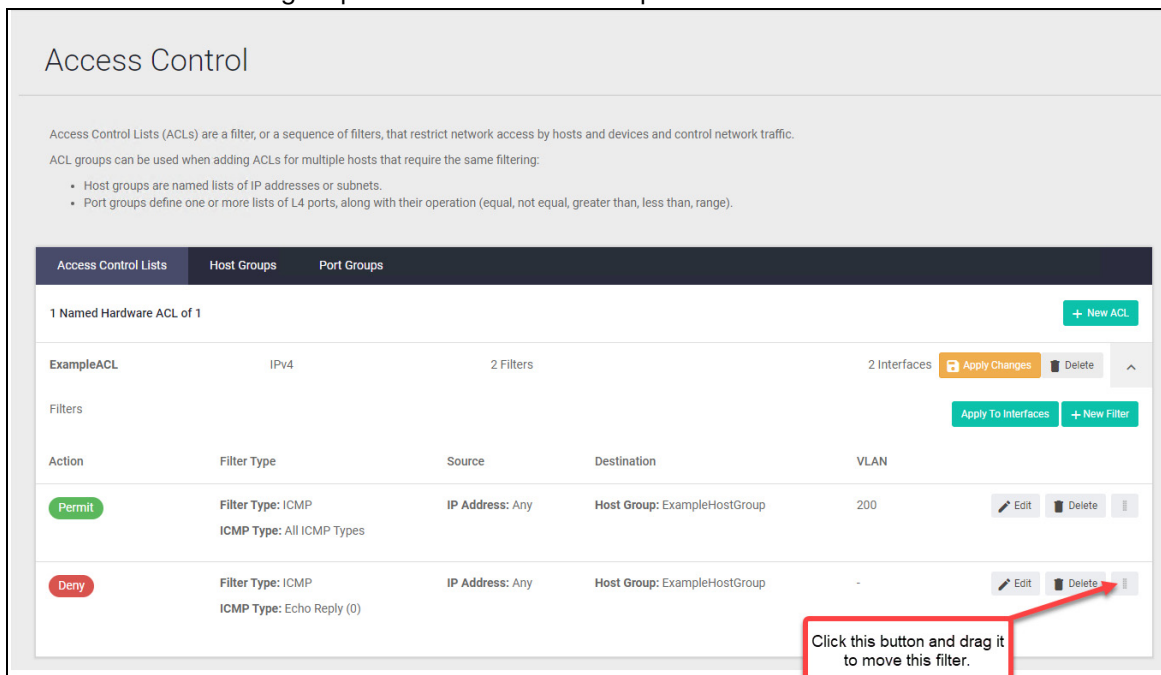 Access Control
Access Control Lists (ACLs) are a filter, or a sequence of filters, that restrict network access by hosts and devices and control network traffic.
ACL groups can be used when adding ACLs for multiple hosts that require the same filtering:
• Host groups are named lists of IP addresses or subnets.
• Port groups define one or more lists of L4 ports, along with their operation (equal, not equal, greater than, less than, range).
Access Control Lists Host Groups Port Groups
1 Named Hardware ACL of 1 + New ACL
ExampleACL IPv4 2 Filters 2 Interfaces Apply Changes Delete
Filters Apply To Interfaces + New Filter
Action Filter Type Source Destination VLAN
Permit Filter Type: ICMP IP Address: Any Host Group: ExampleHostGroup 200 Edit Delete
ICMP Type: All ICMP Types
Deny Filter Type: ICMP IP Address: Any Host Group: ExampleHostGroup - Edit Delete
ICMP Type: Echo Reply (0)
Click this button and drag it
to move this filter.